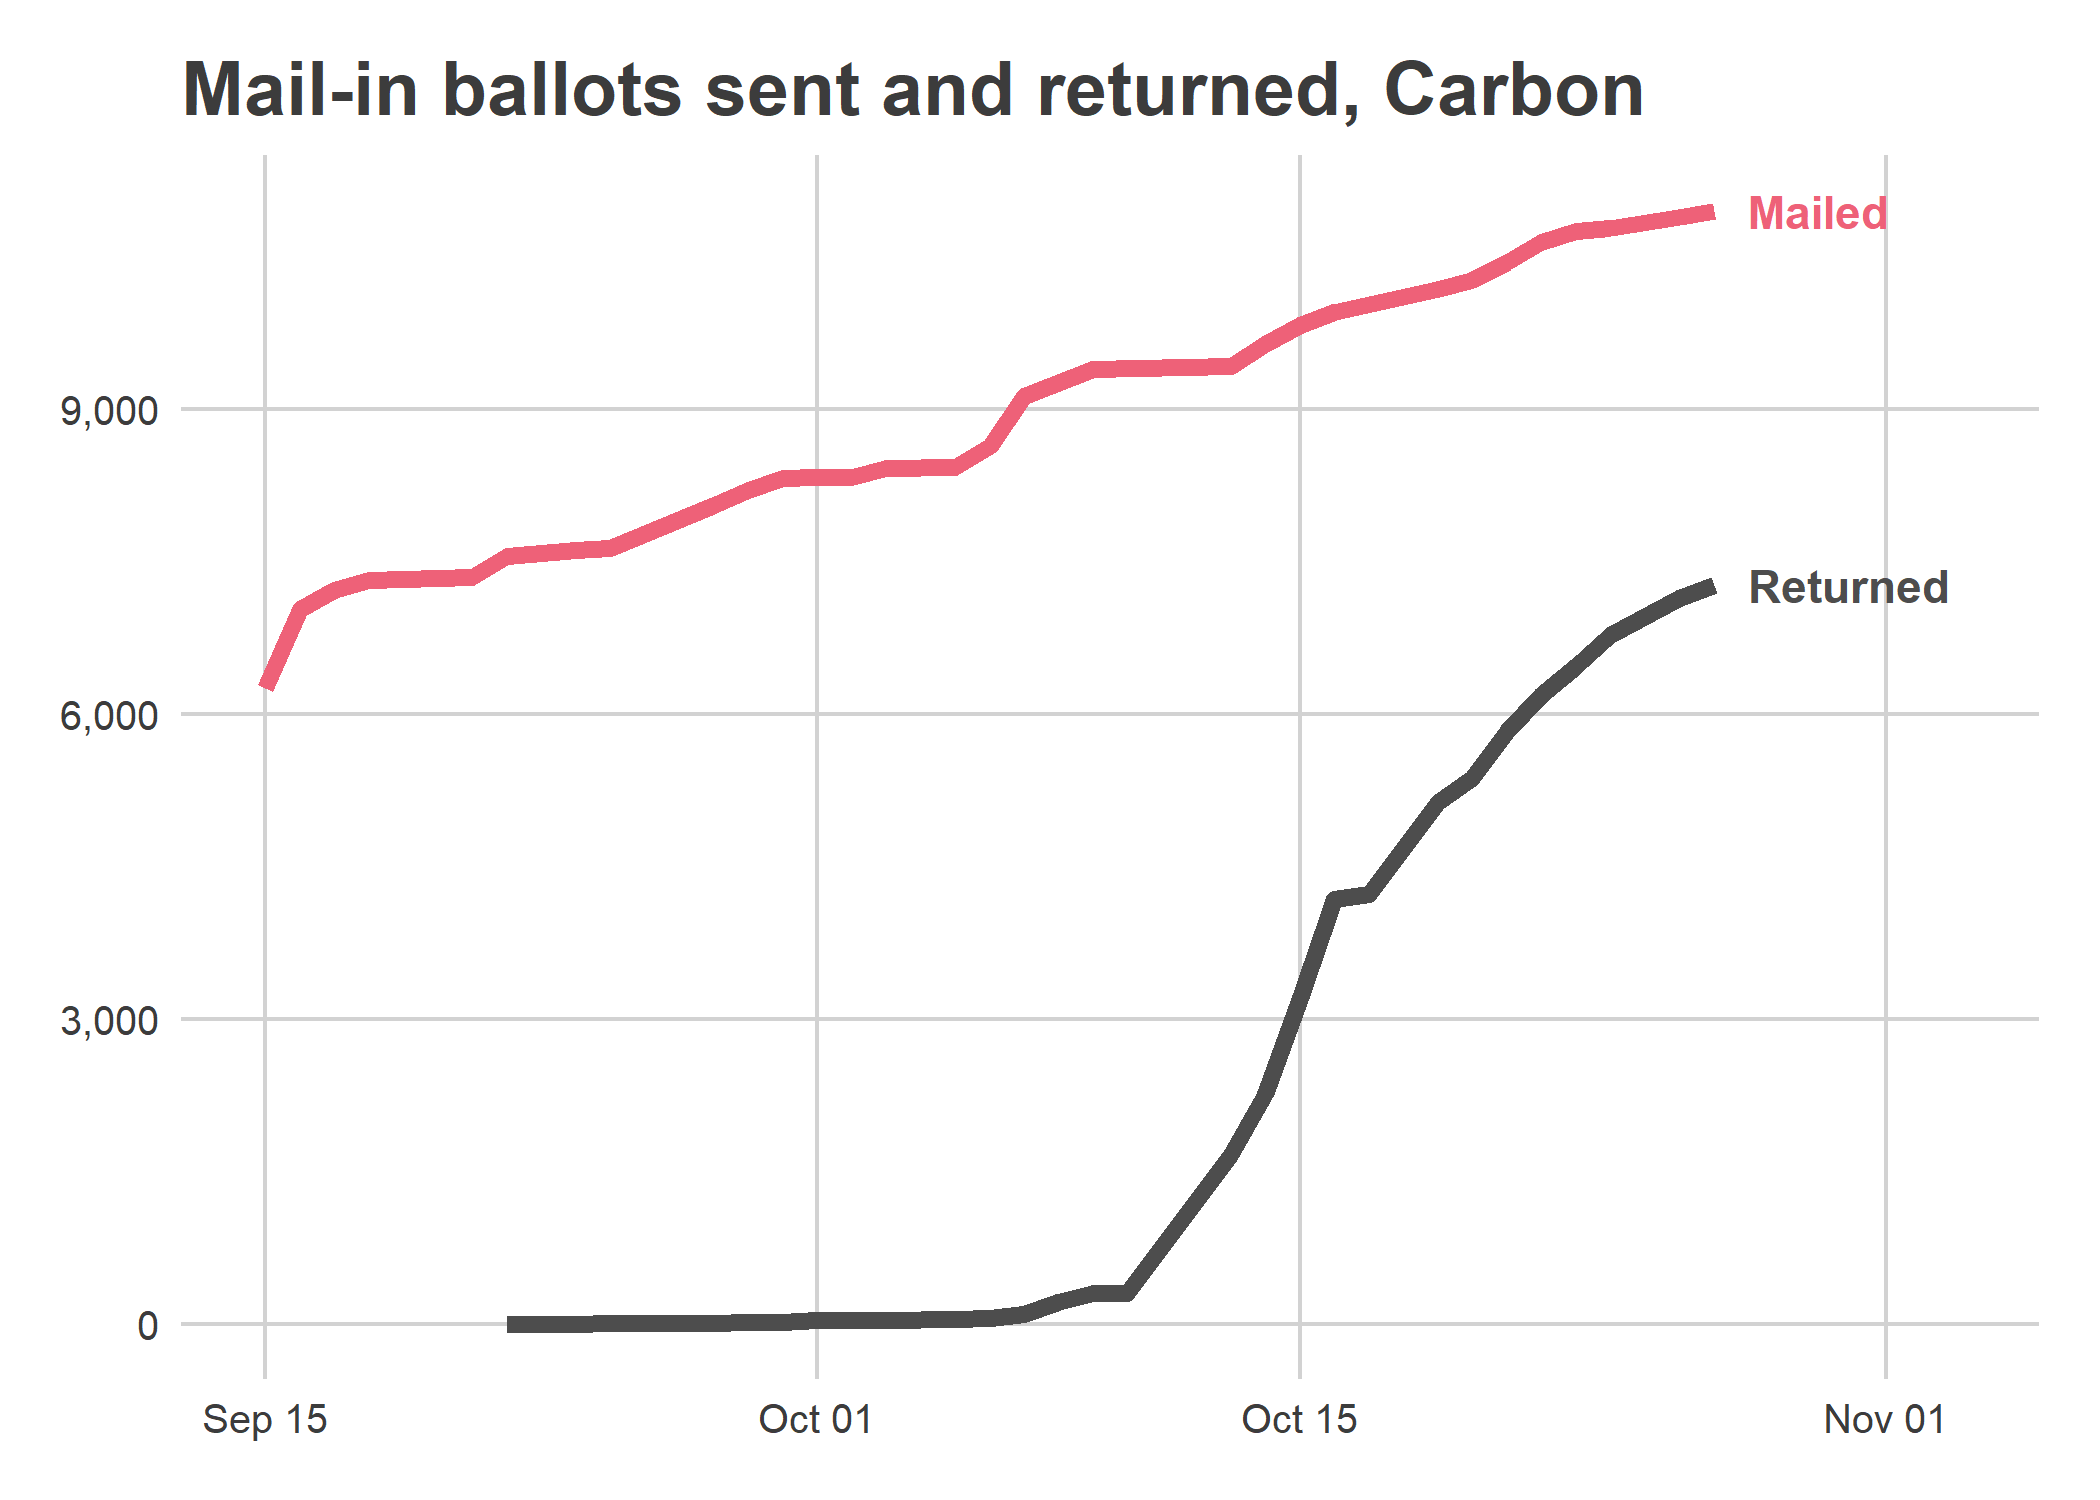 Mail-in ballots sent and returned, Carbon
Mailed
9,000
Returned
6,000
3,000
0
Sep 15
Oct 01
Oct 15
Nov 01